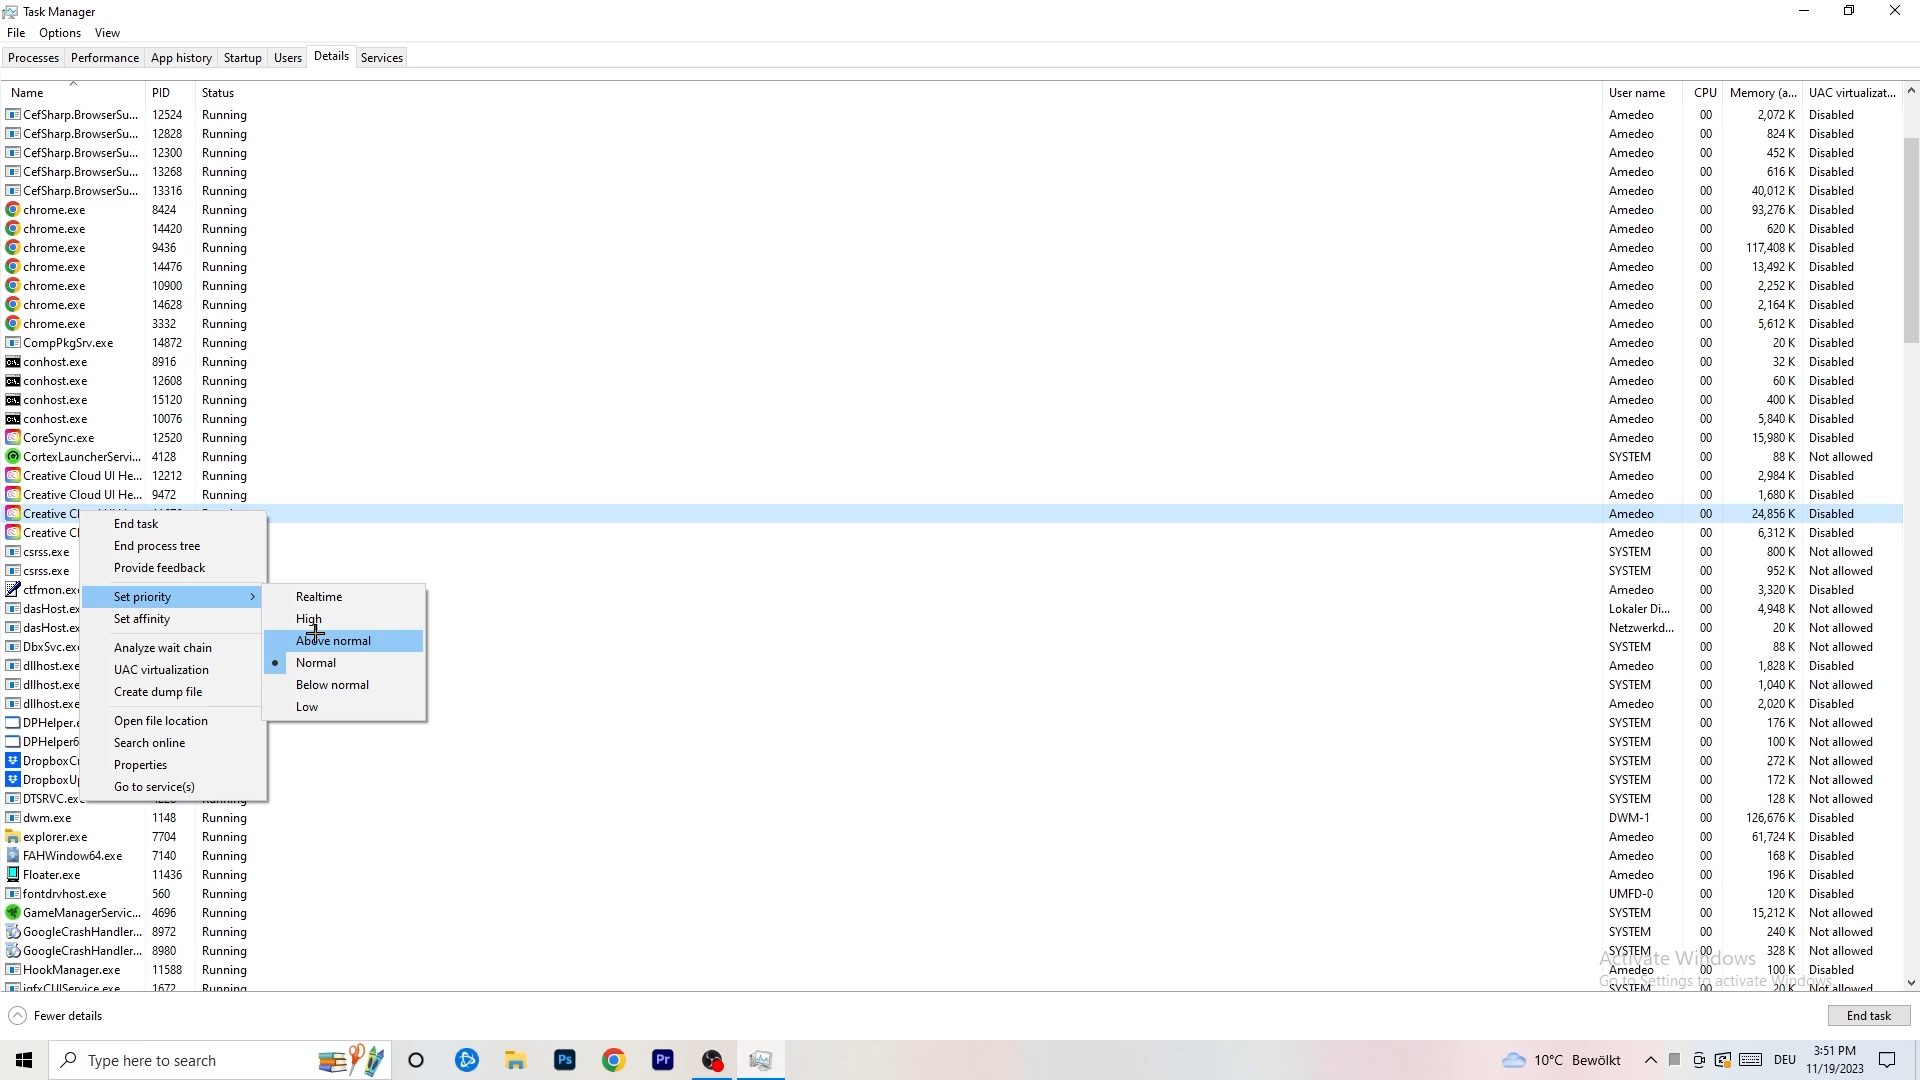 Task Manager
File Options View
Processes Performance App history Startup Users Details Services
Name PID Status User name CPU Memory (a... UAC virtualizat...
CefSharp.BrowserSu... 12524 Running Amedeo 00 2,072 K Disabled
CefSharp.BrowserSu... 12828 Running Amedeo 00 824 K Disabled
CefSharp.BrowserSu... 12300 Running Amedeo 00 452 K Disabled
CefSharp.BrowserSu... 13268 Running Amedeo 00 616 K Disabled
CefSharp.BrowserSu... 13316 Running Amedeo 00 40,012 K Disabled
chrome.exe 8424 Running Amedeo 00 93,276 K Disabled
chrome.exe 14420 Running Amedeo 00 620 K Disabled
chrome.exe 9436 Running Amedeo 00 117,408 K Disabled
chrome.exe 14476 Running Amedeo 00 13,492 K Disabled
chrome.exe 10900 Running Amedeo 00 2,252 K Disabled
chrome.exe 14628 Running Amedeo 00 2,164 K Disabled
chrome.exe 3332 Running Amedeo 00 5,612 K Disabled
CompPkgSrv.exe 14872 Running Amedeo 00 20 K Disabled
conhost.exe 8916 Running Amedeo 00 32 K Disabled
conhost.exe 12608 Running Amedeo 00 60 K Disabled
conhost.exe 15120 Running Amedeo 00 400 K Disabled
conhost.exe 10076 Running Amedeo 00 5,840 K Disabled
CoreSync.exe 12520 Running Amedeo 00 15,980 K Disabled
CortexLauncherServi... 4128 Running SYSTEM 00 88 K Not allowed
Creative Cloud UI He... 12212 Running Amedeo 00 2,984 K Disabled
Creative Cloud UI He... 9472 Running Amedeo 00 1,680 K Disabled
Creative Amedeo 00 24,856 K Disabled
Creative Amedeo 00 6,312 K Disabled
csrss.exe SYSTEM 00 800 K Not allowed
csrss.exe SYSTEM 00 952 K Not allowed
ctfmon.exe Amedeo 00 3,320 K Disabled
dasHost.ex Lokaler Di... 00 4,948 K Not allowed
dasHost.ex Netzwerkd... 00 20 K Not allowed
DbxSvc.ex SYSTEM 00 88 K Not allowed
dllhost.exe Amedeo 00 1,828 K Disabled
dllhost.exe SYSTEM 00 1,040 K Not allowed
dllhost.exe Amedeo 00 2,020 K Disabled
DPHelper.e SYSTEM 00 176 K Not allowed
DPHelper6 SYSTEM 00 100 K Not allowed
DropboxCr SYSTEM 00 272 K Not allowed
DropboxUp SYSTEM 00 172 K Not allowed
DTSRVC.ex SYSTEM 00 128 K Not allowed
dwm.exe 1148 Running DWM-1 00 126,676 K Disabled
explorer.exe 7704 Running Amedeo 00 61,724 K Disabled
FAHWindow64.exe 7140 Running Amedeo 00 168 K Disabled
Floater.exe 11436 Running Amedeo 00 196 K Disabled
fontdrvhost.exe 560 Running UMFD-0 00 120 K Disabled
GameManagerServic... 4696 Running SYSTEM 00 15,212 K Not allowed
GoogleCrashHandler... 8972 Running SYSTEM 00 240 K Not allowed
GoogleCrashHandler... 8980 Running SYSTEM 00 328 K Not allowed
HookManager.exe 11588 Running Amedeo 00 100 K Disabled
igfxCUIService.exe 1672 Running SYSTEM 00 20 K Not allowed
End task
End process tree
Provide feedback
Set priority
Set affinity
Analyze wait chain
UAC virtualization
Create dump file
Open file location
Search online
Properties
Go to service(s)
Realtime
High
Above normal
Normal
Below normal
Low
Activate Windows
Go to Settings to activate Windows.
Fewer details End task
Type here to search Ps Pr 10°C Bewölkt DEU 3:51 PM
11/19/2023